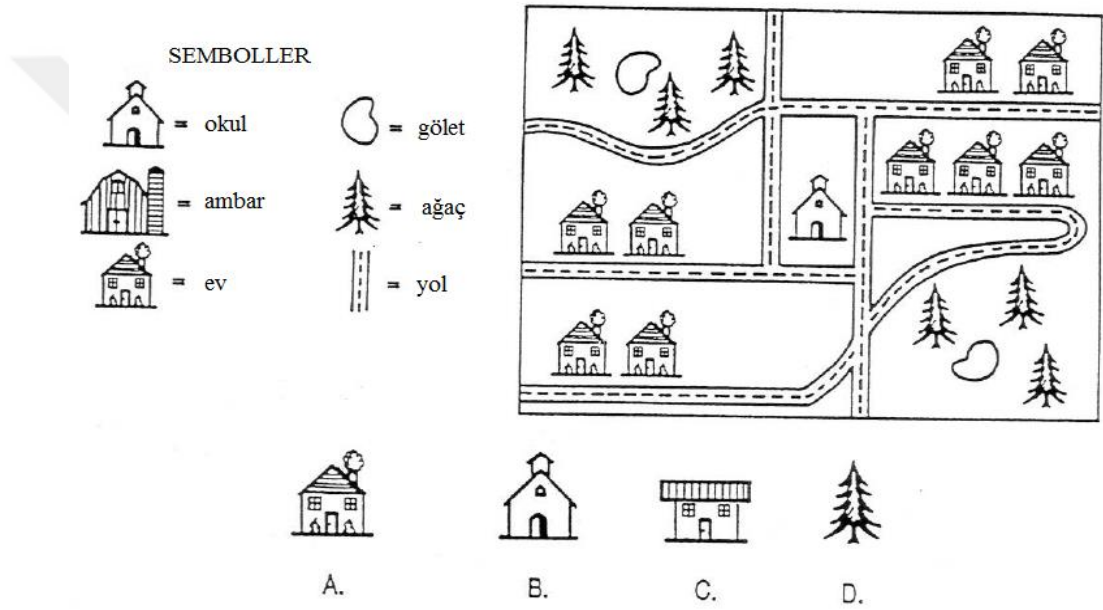 SEMBOLLER
= okul
= gölet
= ambar
= ağaç
= ev
= yol
A.
B.
C.
D.